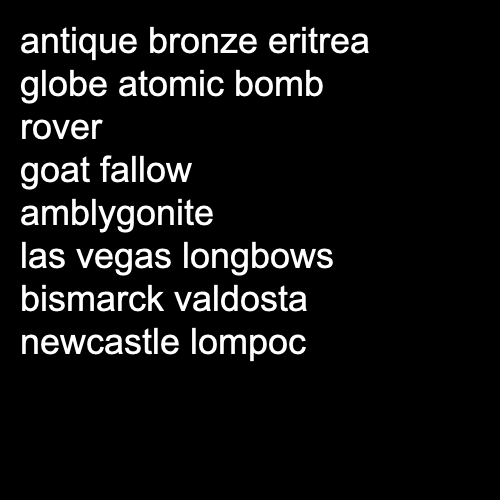 antique bronze eritrea
globe atomic bomb
rover
goat fallow
amblygonite
las vegas longbows
bismarck valdosta
newcastle lompoc